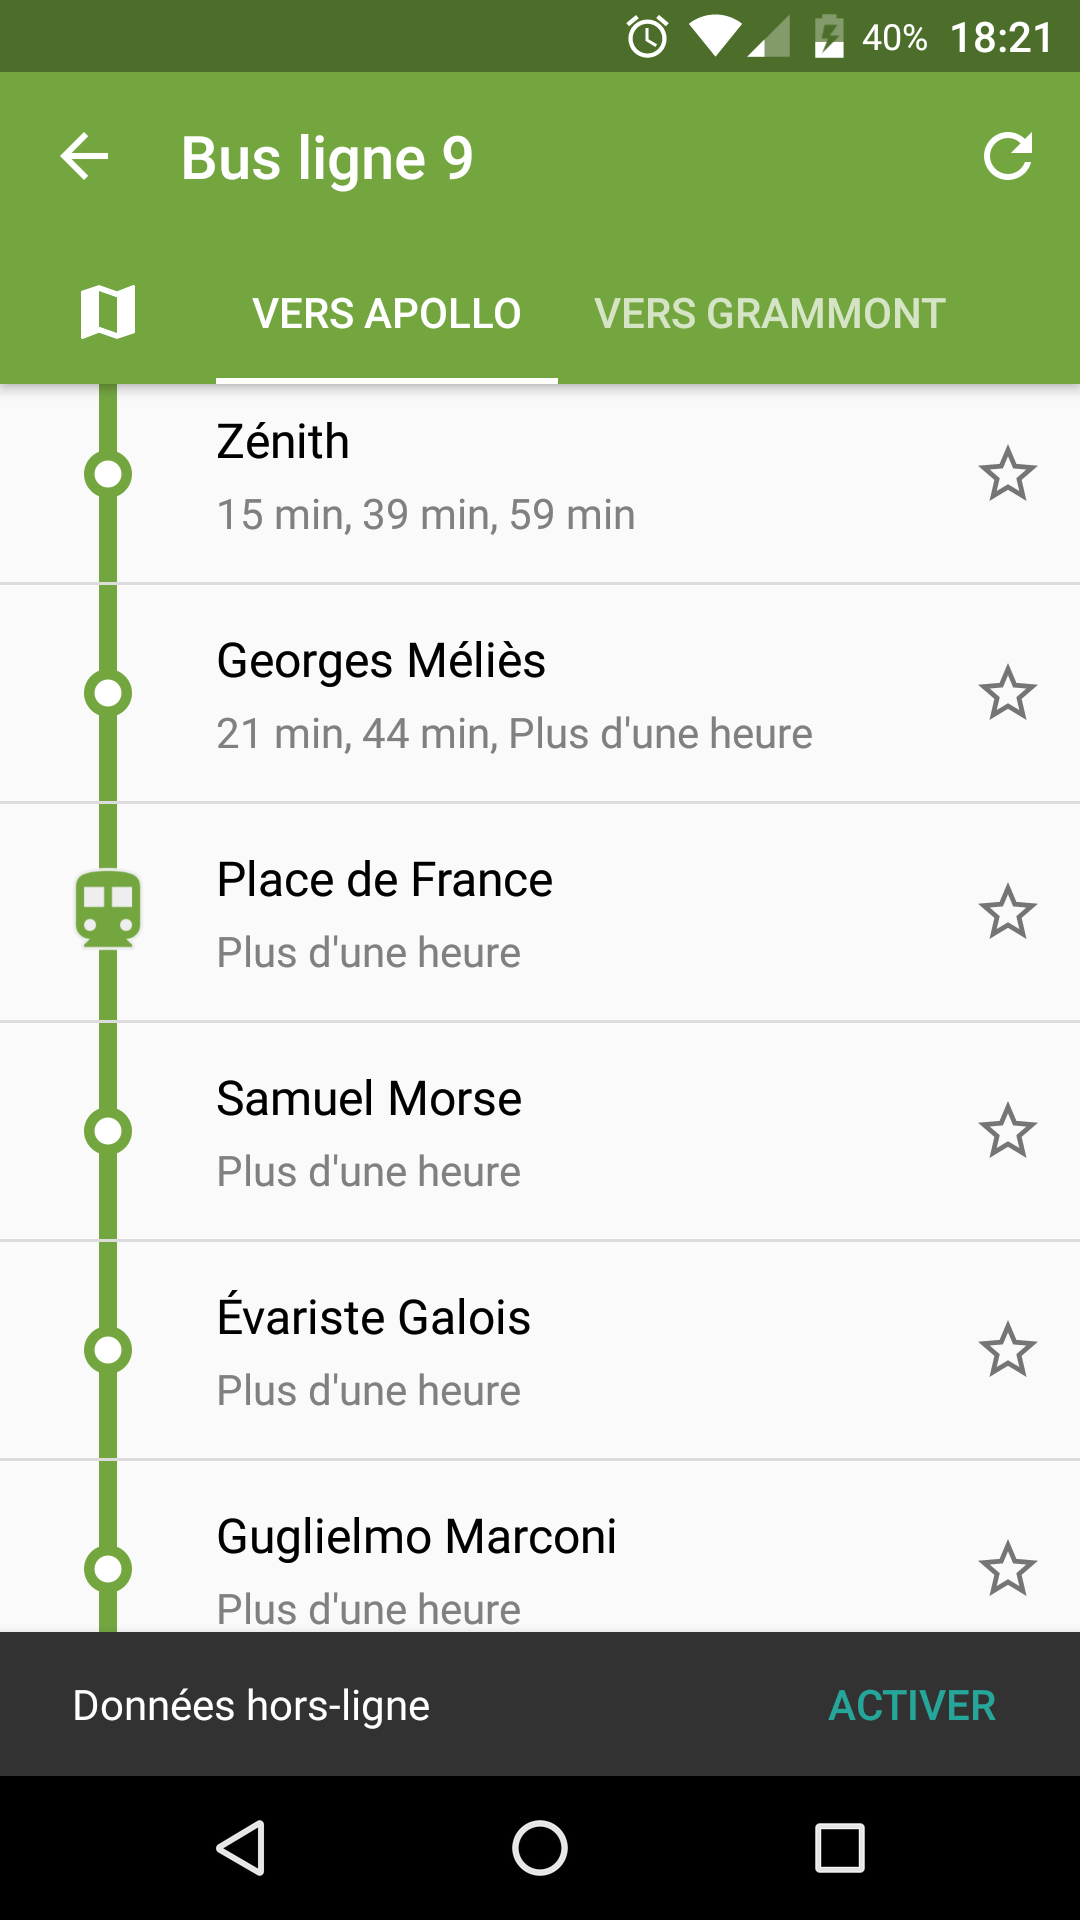 40% 18:21
Bus ligne 9
VERS APOLLO VERS GRAMMONT
Zénith
15 min, 39 min, 59 min
Georges Méliès
21 min, 44 min, Plus d'une heure
Place de France
Plus d'une heure
Samuel Morse
Plus d'une heure
Évariste Galois
Plus d'une heure
Guglielmo Marconi
Plus d'une heure
Données hors-ligne ACTIVER